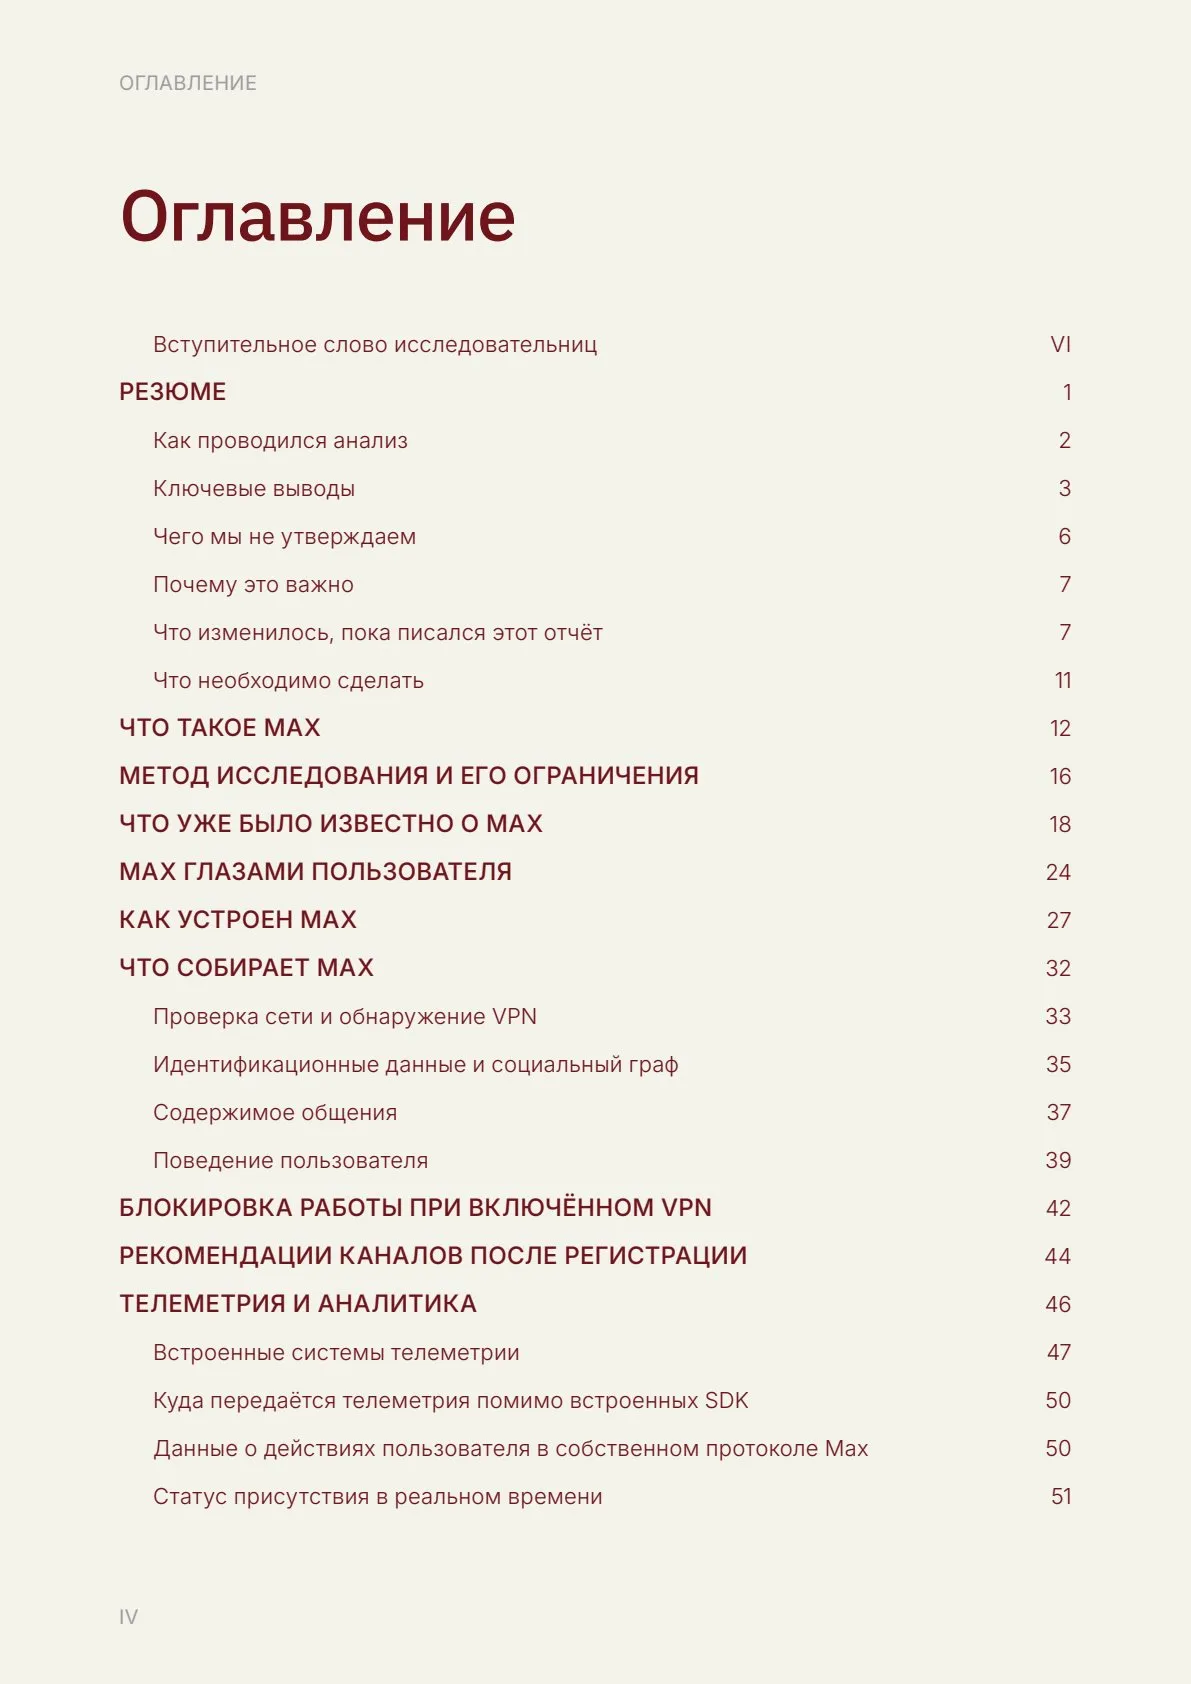 ОГЛАВЛЕНИЕ
Оглавление
Вступительное слово исследовательниц VI
РЕЗЮМЕ 1
Как проводился анализ 2
Ключевые выводы 3
Чего мы не утверждаем 6
Почему это важно 7
Что изменилось, пока писался этот отчёт 7
Что необходимо сделать 11
ЧТО ТАКОЕ MAX 12
МЕТОД ИССЛЕДОВАНИЯ И ЕГО ОГРАНИЧЕНИЯ 16
ЧТО УЖЕ БЫЛО ИЗВЕСТНО О MAX 18
MAX ГЛАЗАМИ ПОЛЬЗОВАТЕЛЯ 24
КАК УСТРОЕН MAX 27
ЧТО СОБИРАЕТ MAX 32
Проверка сети и обнаружение VPN 33
Идентификационные данные и социальный граф 35
Содержимое общения 37
Поведение пользователя 39
БЛОКИРОВКА РАБОТЫ ПРИ ВКЛЮЧЁННОМ VPN 42
РЕКОМЕНДАЦИИ КАНАЛОВ ПОСЛЕ РЕГИСТРАЦИИ 44
ТЕЛЕМЕТРИЯ И АНАЛИТИКА 46
Встроенные системы телеметрии 47
Куда передаётся телеметрия помимо встроенных SDK 50
Данные о действиях пользователя в собственном протоколе Max 50
Статус присутствия в реальном времени 51
IV